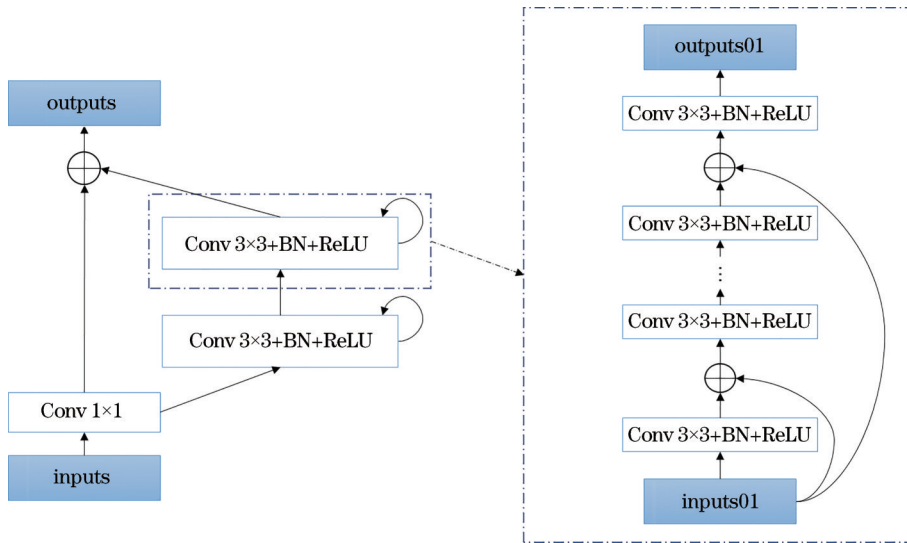 outputs
Conv 3×3+BN+ReLU
Conv 3×3+BN+ReLU
Conv 1×1
inputs
outputs01
Conv 3×3+BN+ReLU
Conv 3×3+BN+ReLU
⋮
Conv 3×3+BN+ReLU
Conv 3×3+BN+ReLU
inputs01